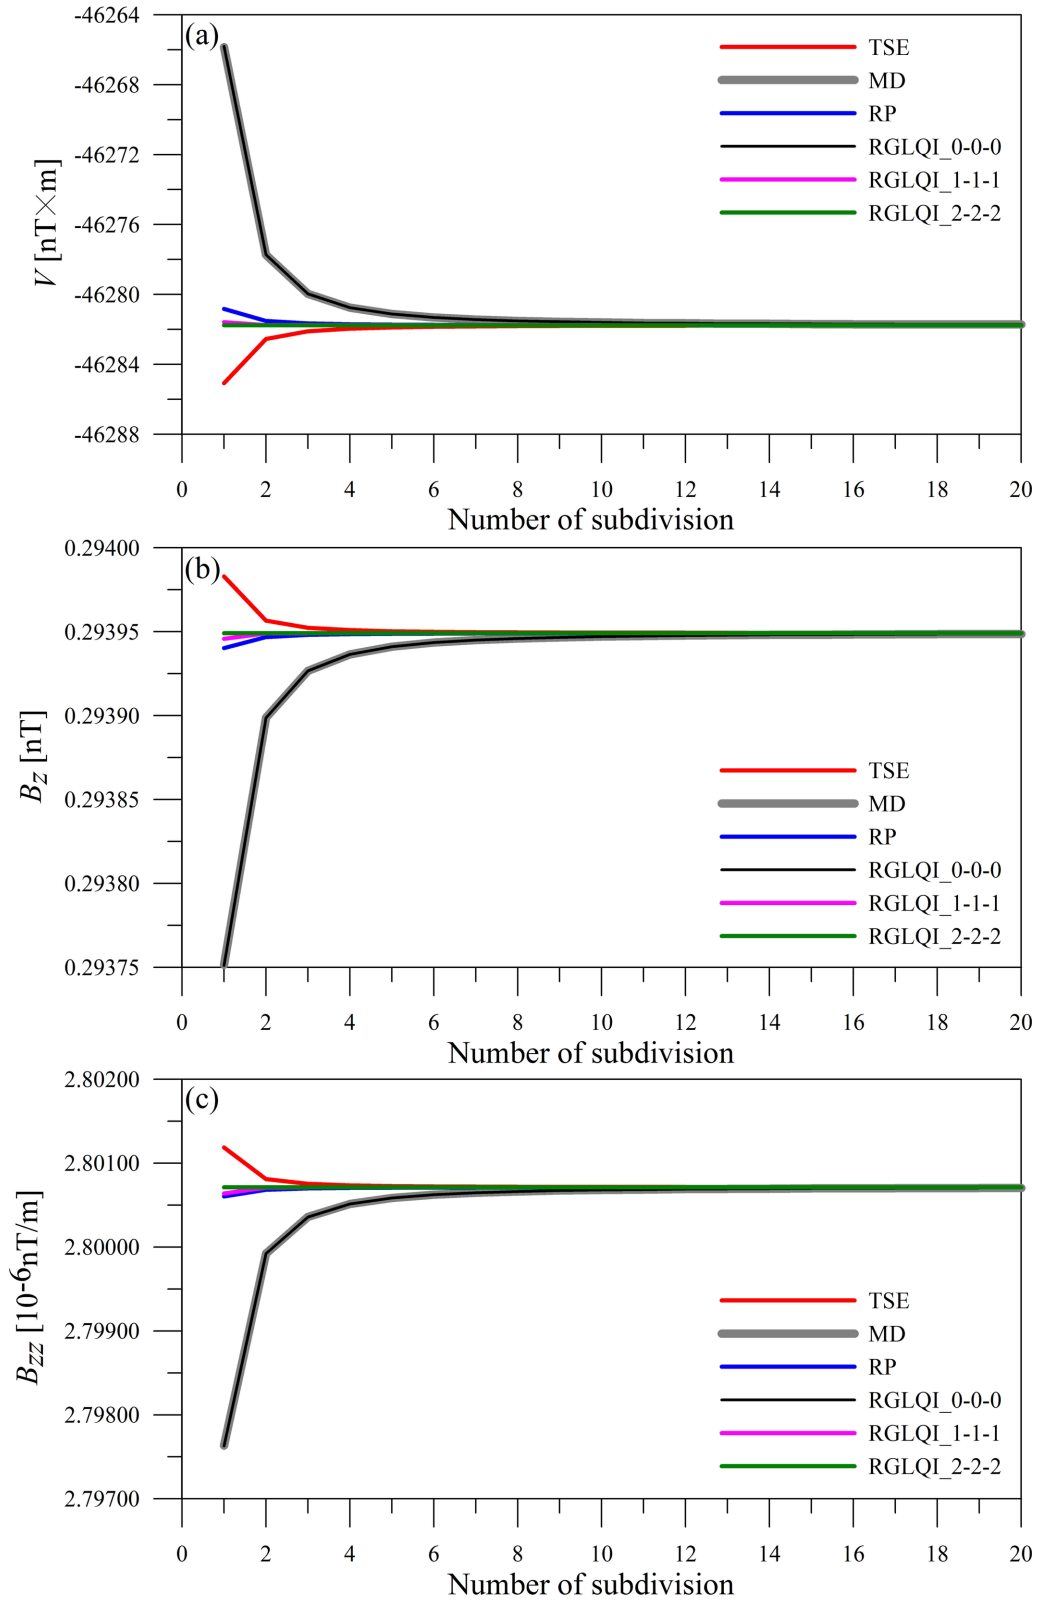 (a)
-46264
-46268
-46272
-46276
-46280
-46284
-46288
V [nT×m]
TSE
MD
RP
RGLQI_0-0-0
RGLQI_1-1-1
RGLQI_2-2-2
0 2 4 6 8 10 12 14 16 18 20
Number of subdivision
(b)
0.29400
0.29395
0.29390
0.29385
0.29380
0.29375
Bz [nT]
TSE
MD
RP
RGLQI_0-0-0
RGLQI_1-1-1
RGLQI_2-2-2
0 2 4 6 8 10 12 14 16 18 20
Number of subdivision
(c)
2.80200
2.80100
2.80000
2.79900
2.79800
2.79700
Bzz [10-6nT/m]
TSE
MD
RP
RGLQI_0-0-0
RGLQI_1-1-1
RGLQI_2-2-2
0 2 4 6 8 10 12 14 16 18 20
Number of subdivision